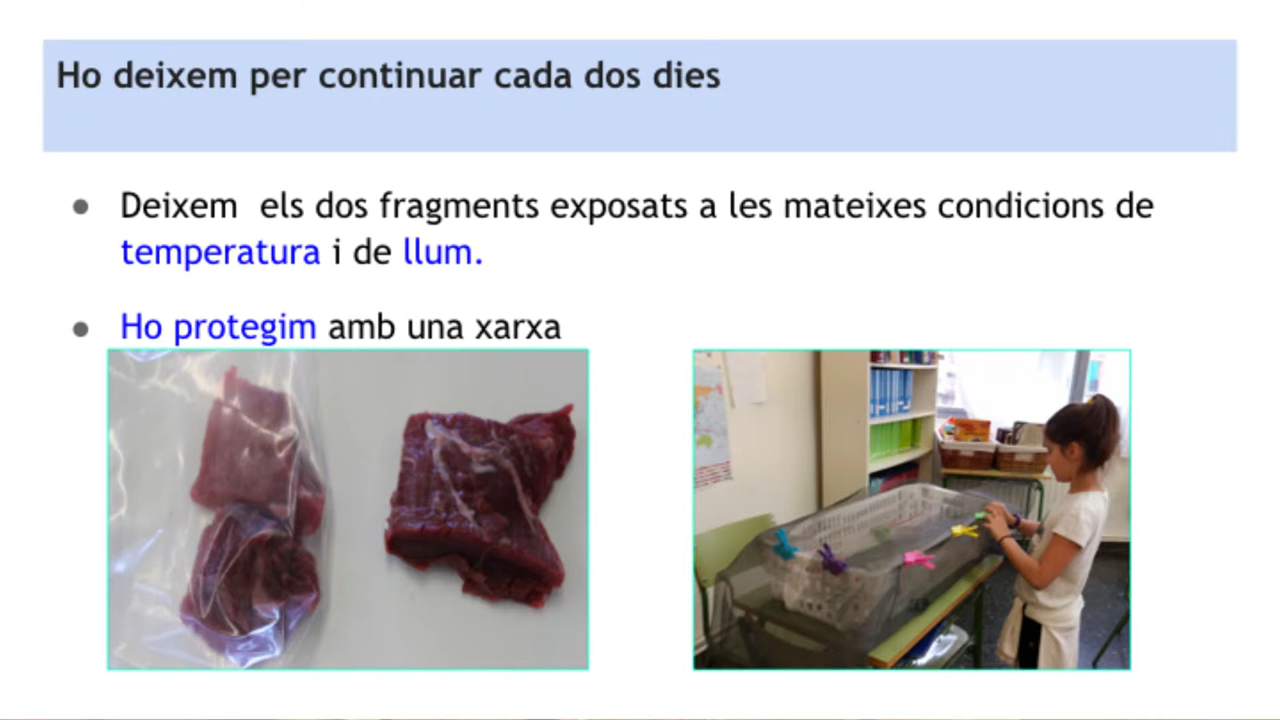 Ho deixem per continuar cada dos dies
Deixem els dos fragments exposats a les mateixes condicions de
temperatura i de llum.
Ho protegim amb una xarxa